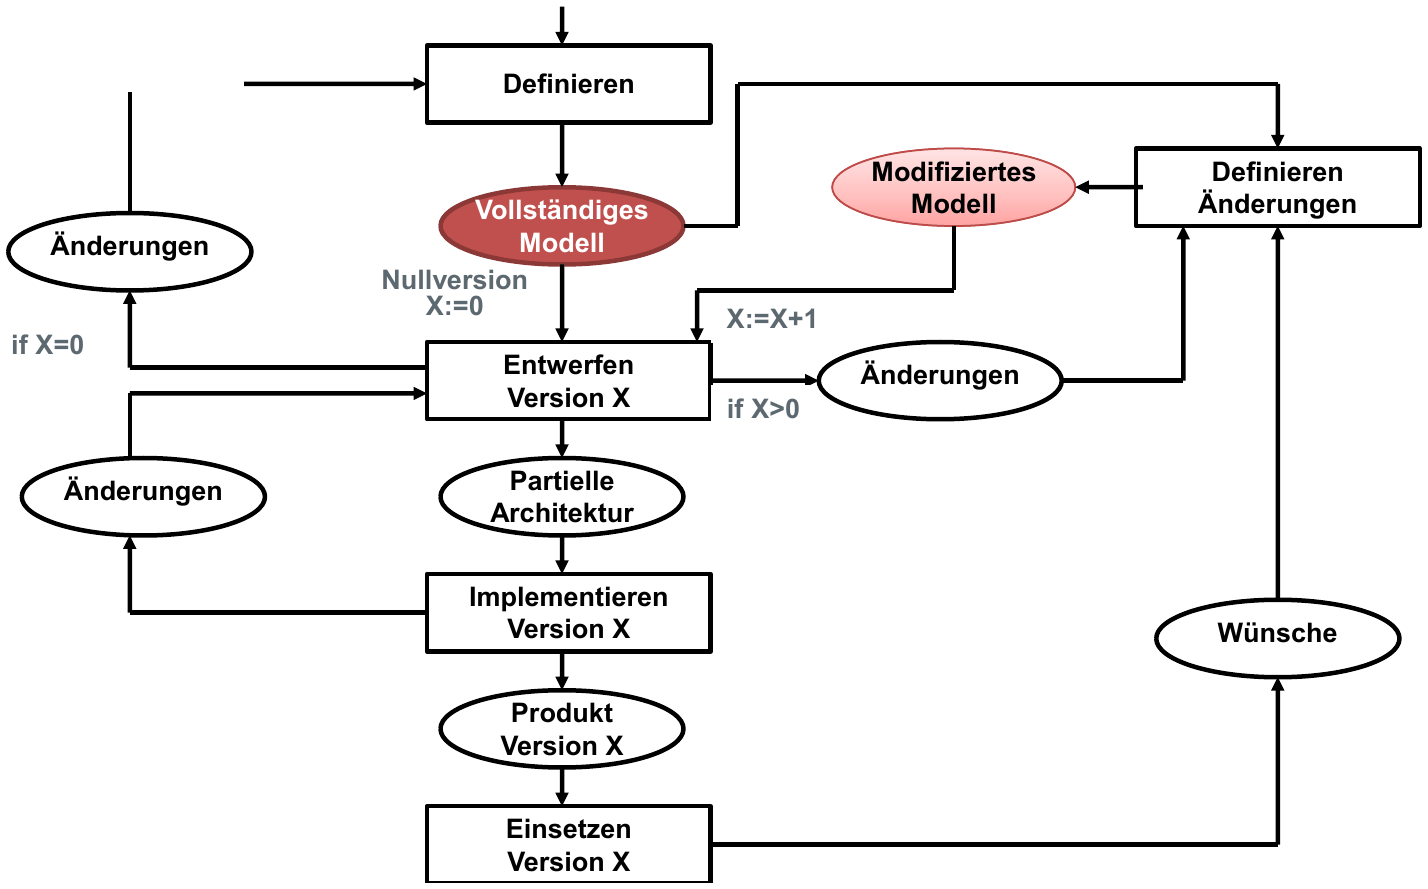 Definieren
Modifiziertes
Modell
Definieren
Änderungen
Vollständiges
Modell
Änderungen
Nullversion
X:=0
X:=X+1
if X=0
Entwerfen
Version X
if X>0
Änderungen
Änderungen
Partielle
Architektur
Implementieren
Version X
Wünsche
Produkt
Version X
Einsetzen
Version X